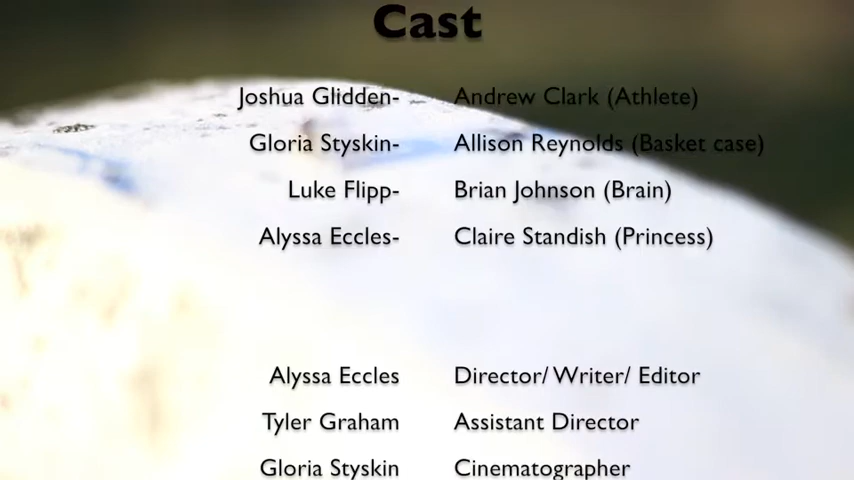 Cast
Joshua Glidden- Andrew Clark (Athlete)
Gloria Styskin- Allison Reynolds (Basket case)
Luke Flipp- Brian Johnson (Brain)
Alyssa Eccles- Claire Standish (Princess)
Alyssa Eccles Director/ Writer/ Editor
Tyler Graham Assistant Director
Gloria Styskin Cinematographer